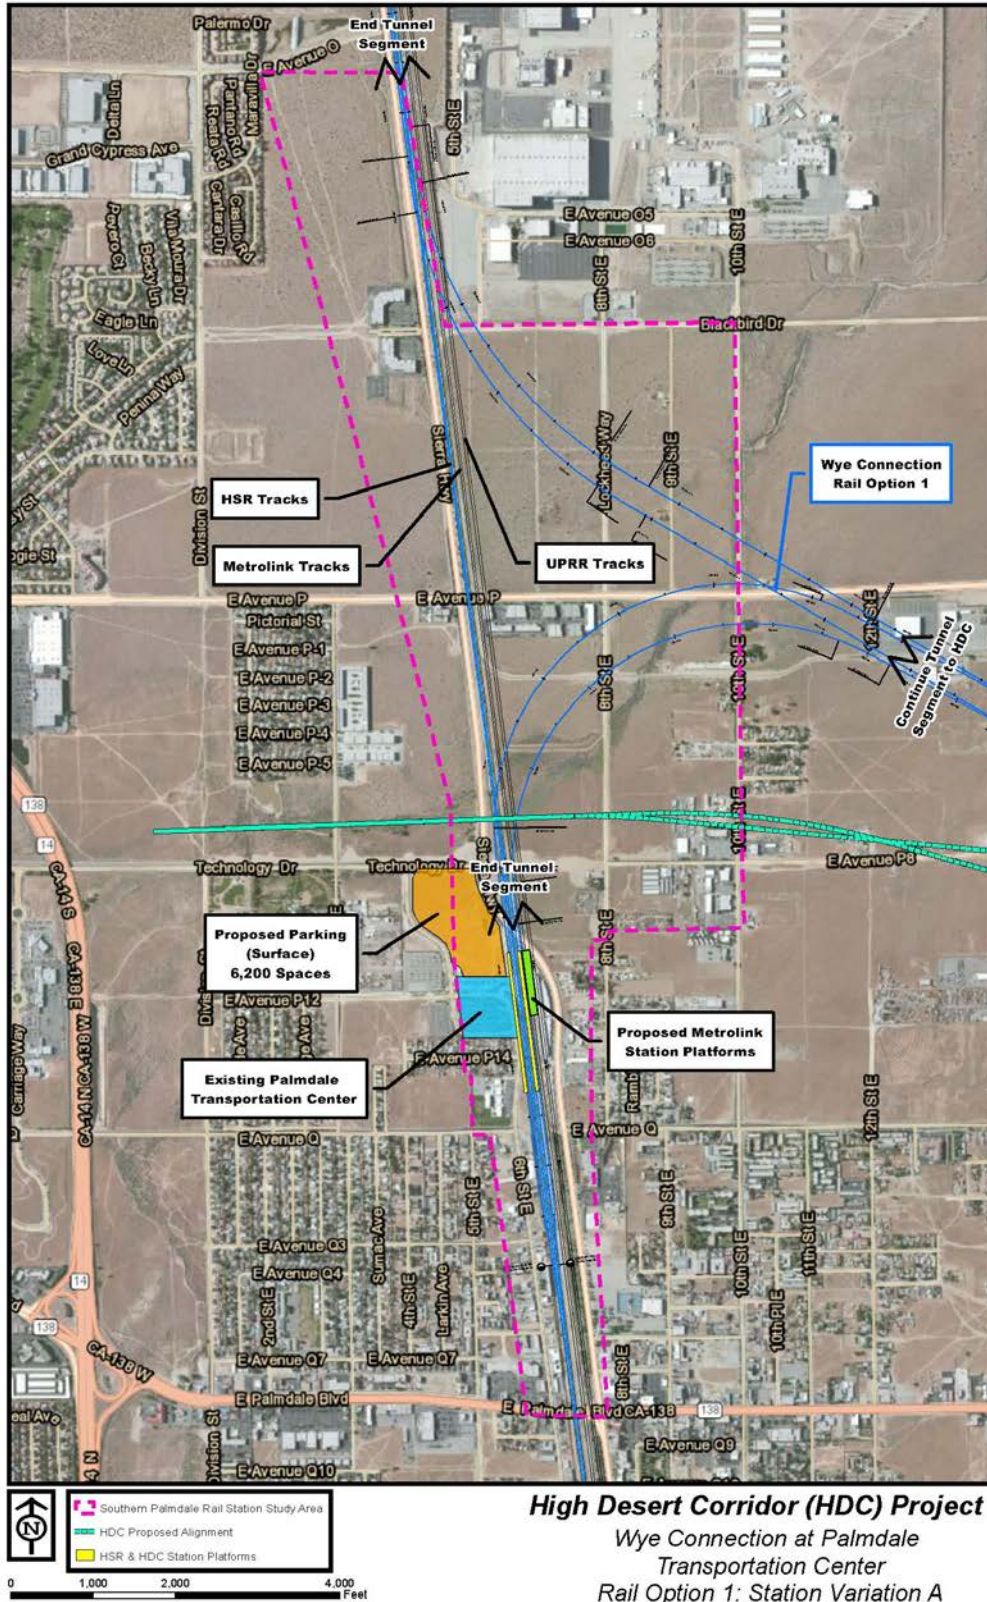 Palermo Dr
End Tunnel
Segment
E Avenue O
Maravilla Dr
Pantano Rd
Reata Rd
Delta Ln
Grand Cypress Ave
5th St E
Casillo Rd
Cantara Dr
Vila Moura Dr
Becky Ln
Pevero Ct
E Avenue O5
E Avenue O6
10th St E
8th St E
Eagle Ln
Blackbird Dr
Love Ln
Penina Way
Sierra Hwy
Lockheed Way
9th St E
Wye Connection
Rail Option 1
HSR Tracks
Division St
Metrolink Tracks
UPRR Tracks
E Avenue P
E Avenue P
Pictorial St
12th St E
E Avenue P-1
E Avenue P-2
E Avenue P-3
E Avenue P-4
E Avenue P-5
8th St E
10th St E
Continue Tunnel
Segment to HDC
138
14
10th St E
CA-14 S
Technology Dr
Technology Dr
E Avenue P8
End Tunnel
Segment
Proposed Parking
(Surface)
6,200 Spaces
8th St E
CA-138 E
E Avenue P12
Proposed Metrolink
Station Platforms
E Avenue P14
Existing Palmdale
Transportation Center
Carriage Way
CA-14 N CA-138 W
12th St E
E Avenue Q
E Avenue Q
6th St E
5th St E
9th St E
E Avenue Q3
Sumac Ave
E Avenue Q4
4th St E
Larkin Ave
2nd St E
10th St E
11th St E
10th Pl E
14
138
CA-138 W
E Avenue Q7
E Avenue Q7
8th St E
E Palmdale Blvd
E Palmdale Blvd CA-138
138
Division St
E Avenue Q9
E Avenue Q10
N
Southern Palmdale Rail Station Study Area
HDC Proposed Alignment
HSR & HDC Station Platforms
0 1,000 2,000 4,000
Feet
High Desert Corridor (HDC) Project
Wye Connection at Palmdale
Transportation Center
Rail Option 1: Station Variation A